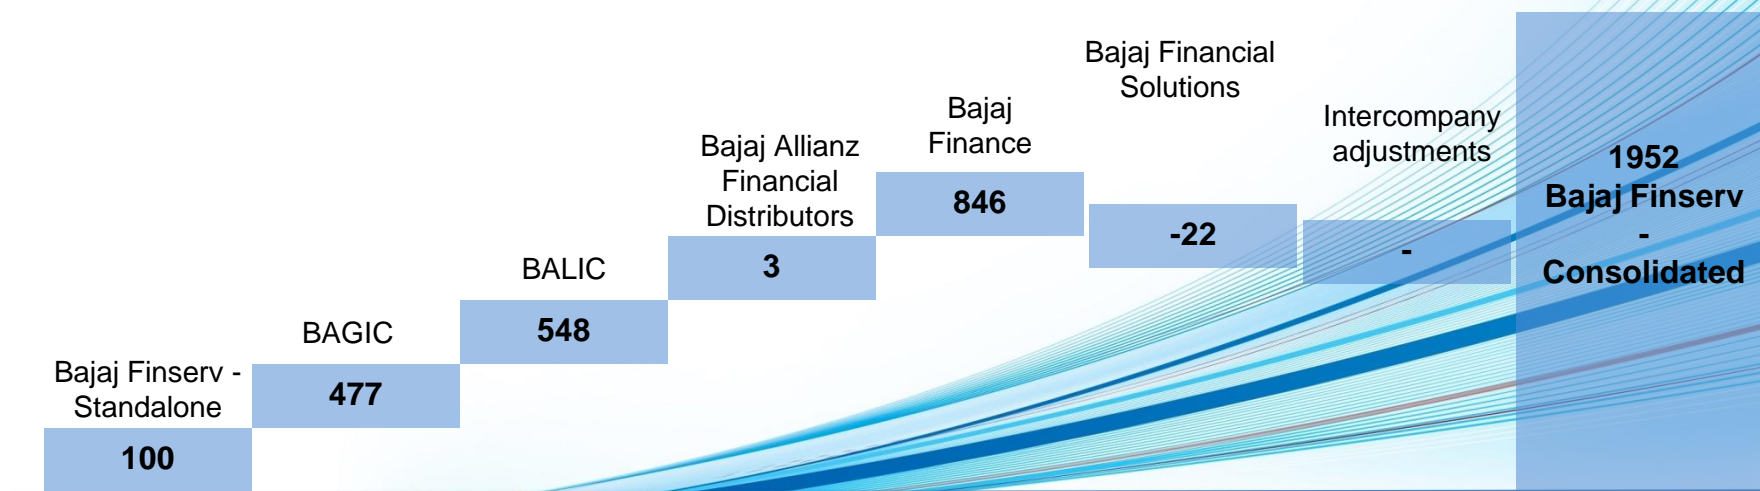 Bajaj Finserv -
Standalone
100
BAGIC
477
BALIC
548
Bajaj Allianz
Financial
Distributors
3
Bajaj
Finance
846
Bajaj Financial
Solutions
-22
Intercompany
adjustments
-
1952
Bajaj Finserv
-
Consolidated